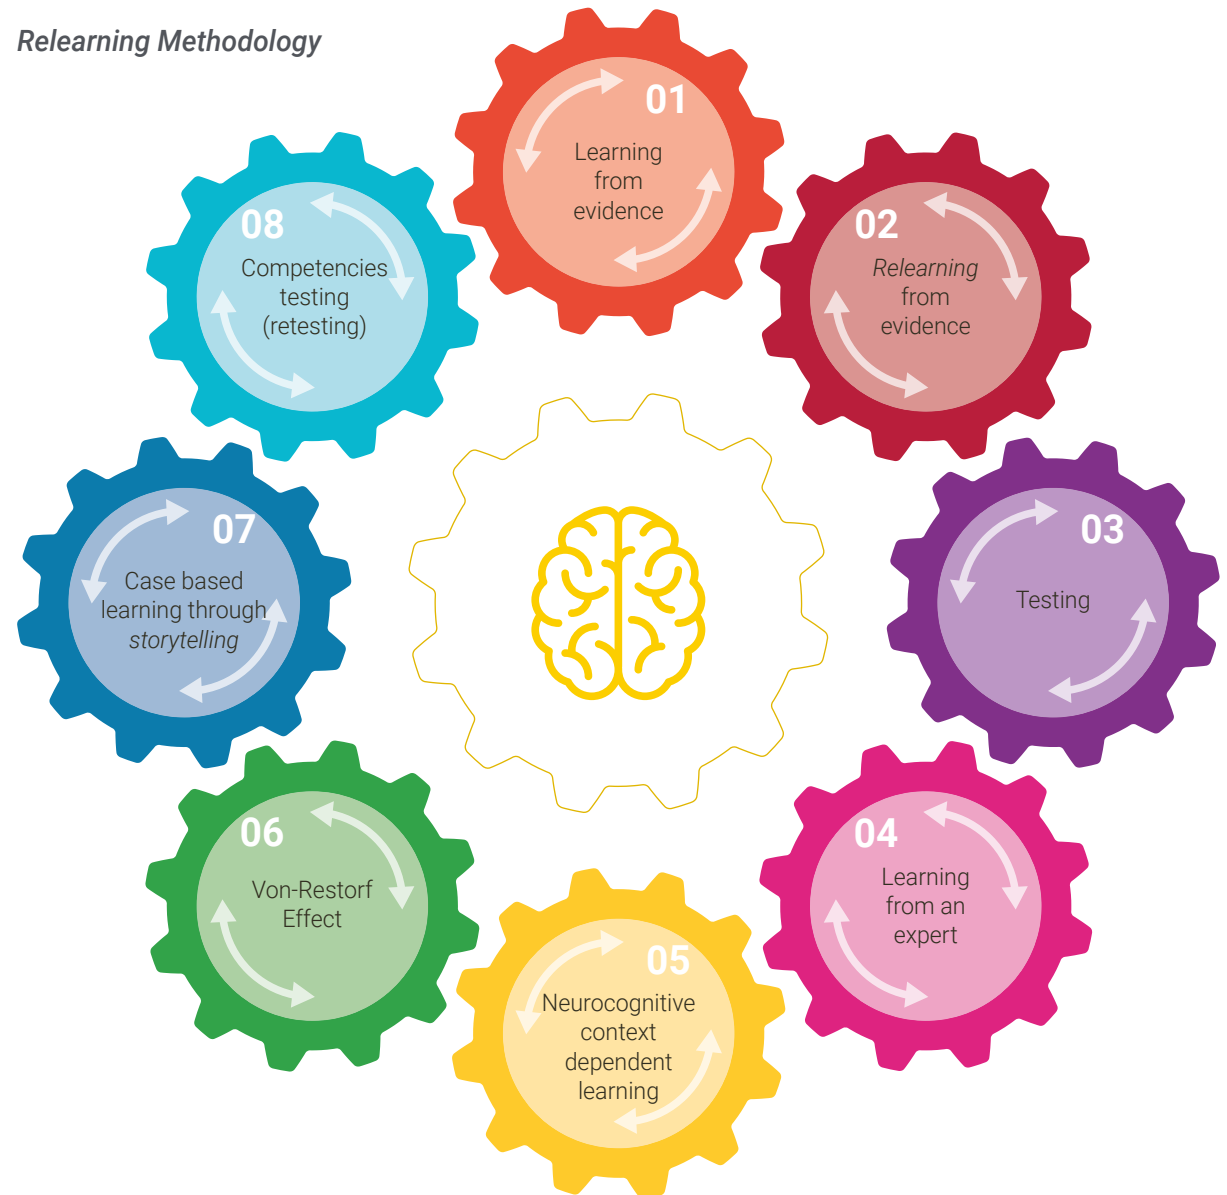 Relearning Methodology
01
Learning
from
evidence
02
Relearning
from
evidence
03
Testing
04
Learning
from an
expert
05
Neurocognitive
context
dependent
learning
06
Von-Restorf
Effect
07
Case based
learning through
storytelling
08
Competencies
testing
(retesting)